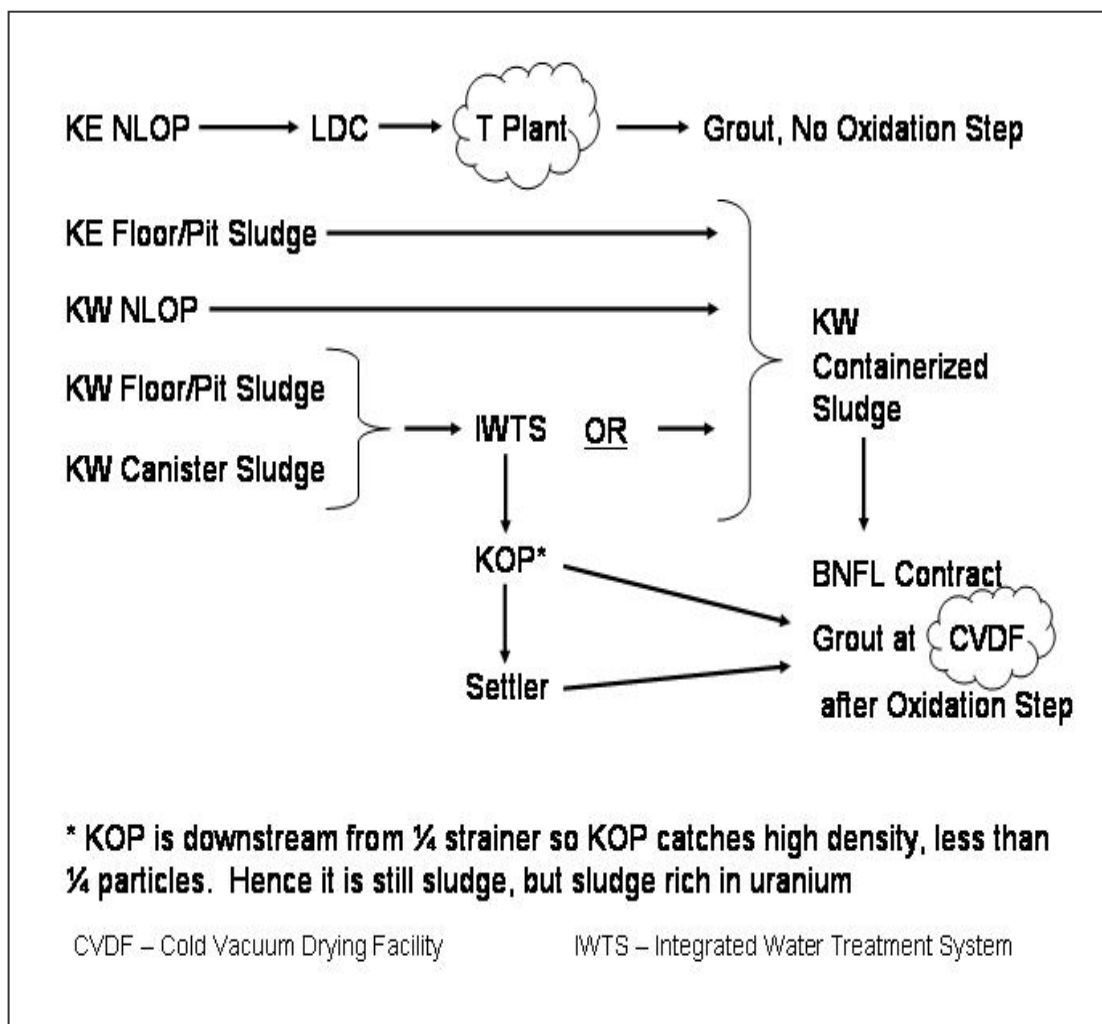 KE NLOP LDC T Plant Grout, No Oxidation Step
KE Floor/Pit Sludge
KW NLOP
KW Floor/Pit Sludge
KW Canister Sludge
IWTS OR
KW
Containerized
Sludge
KOP*
Settler
BNFL Contract
Grout at CVDF
after Oxidation Step
* KOP is downstream from ¼ strainer so KOP catches high density, less than
¼ particles. Hence it is still sludge, but sludge rich in uranium
CVDF – Cold Vacuum Drying Facility IWTS – Integrated Water Treatment System